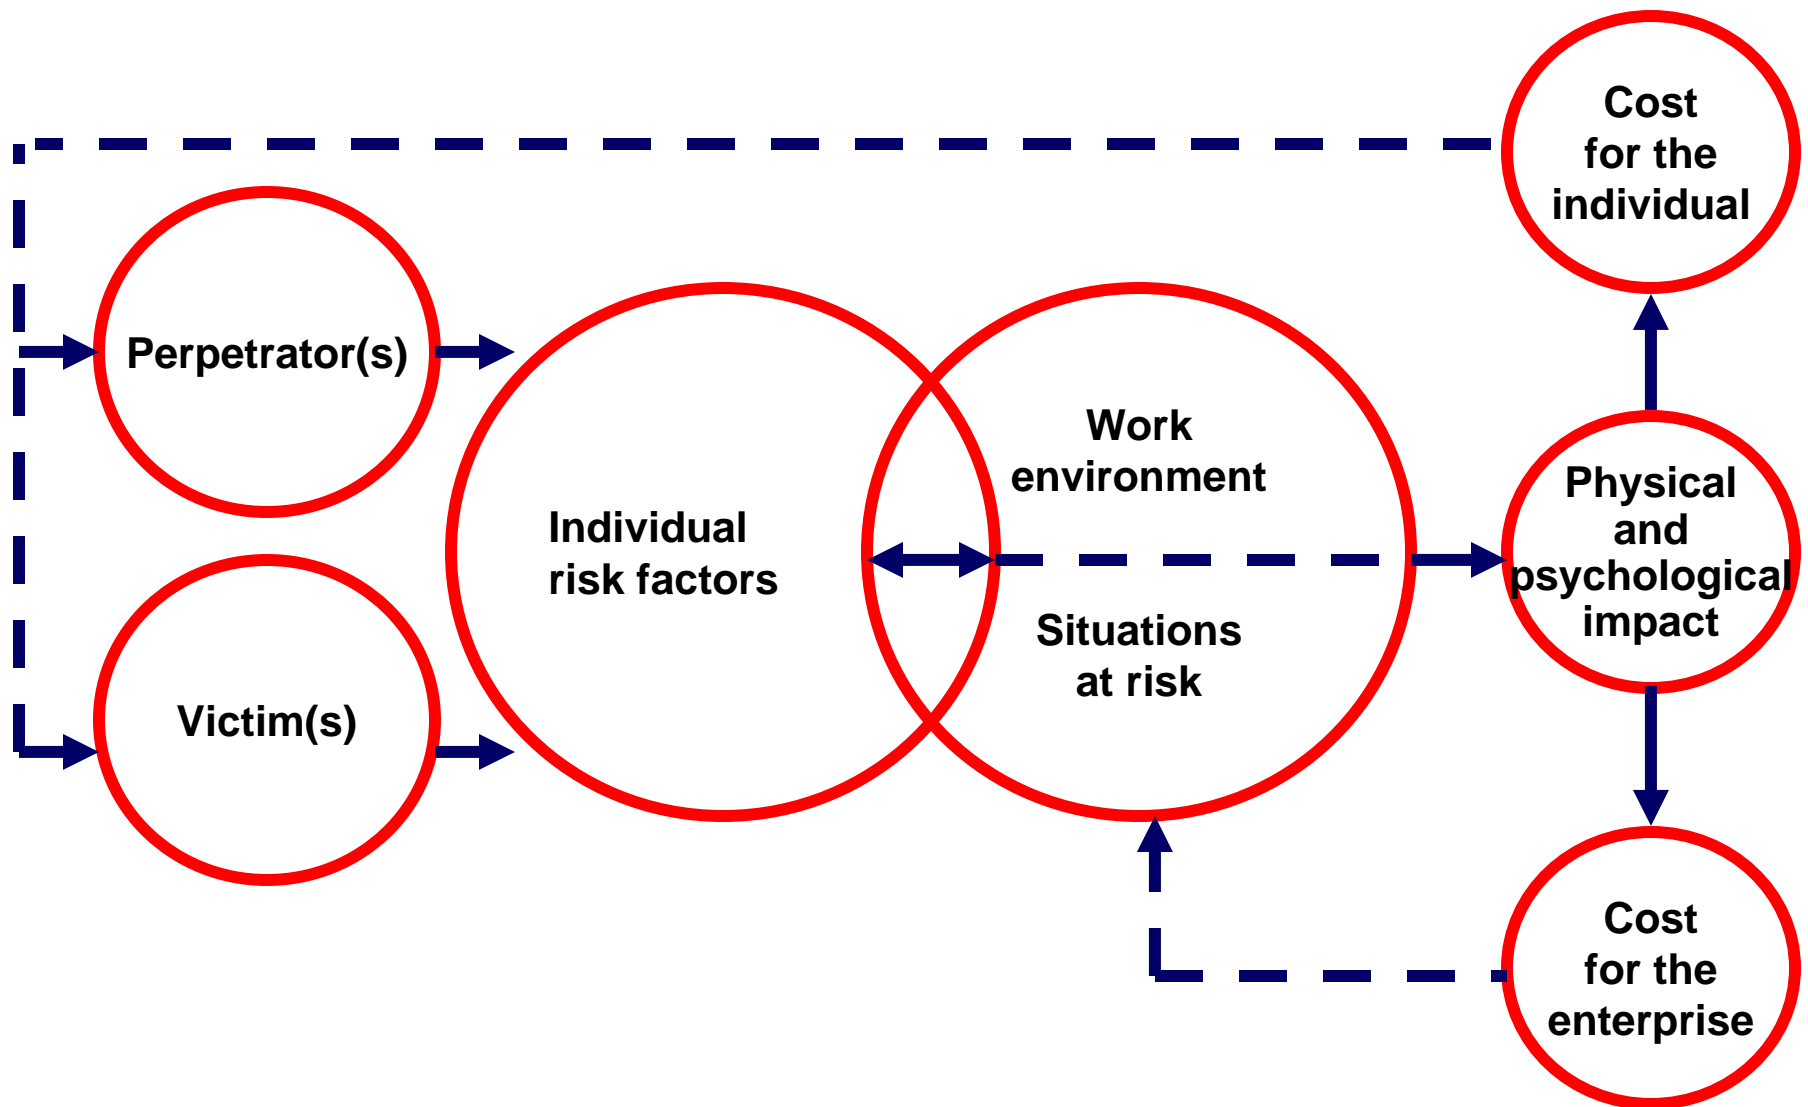 Cost
for the
individual
Perpetrator(s)
Work
environment
Individual
risk factors
Physical
and
psychological
impact
Situations
at risk
Victim(s)
Cost
for the
enterprise